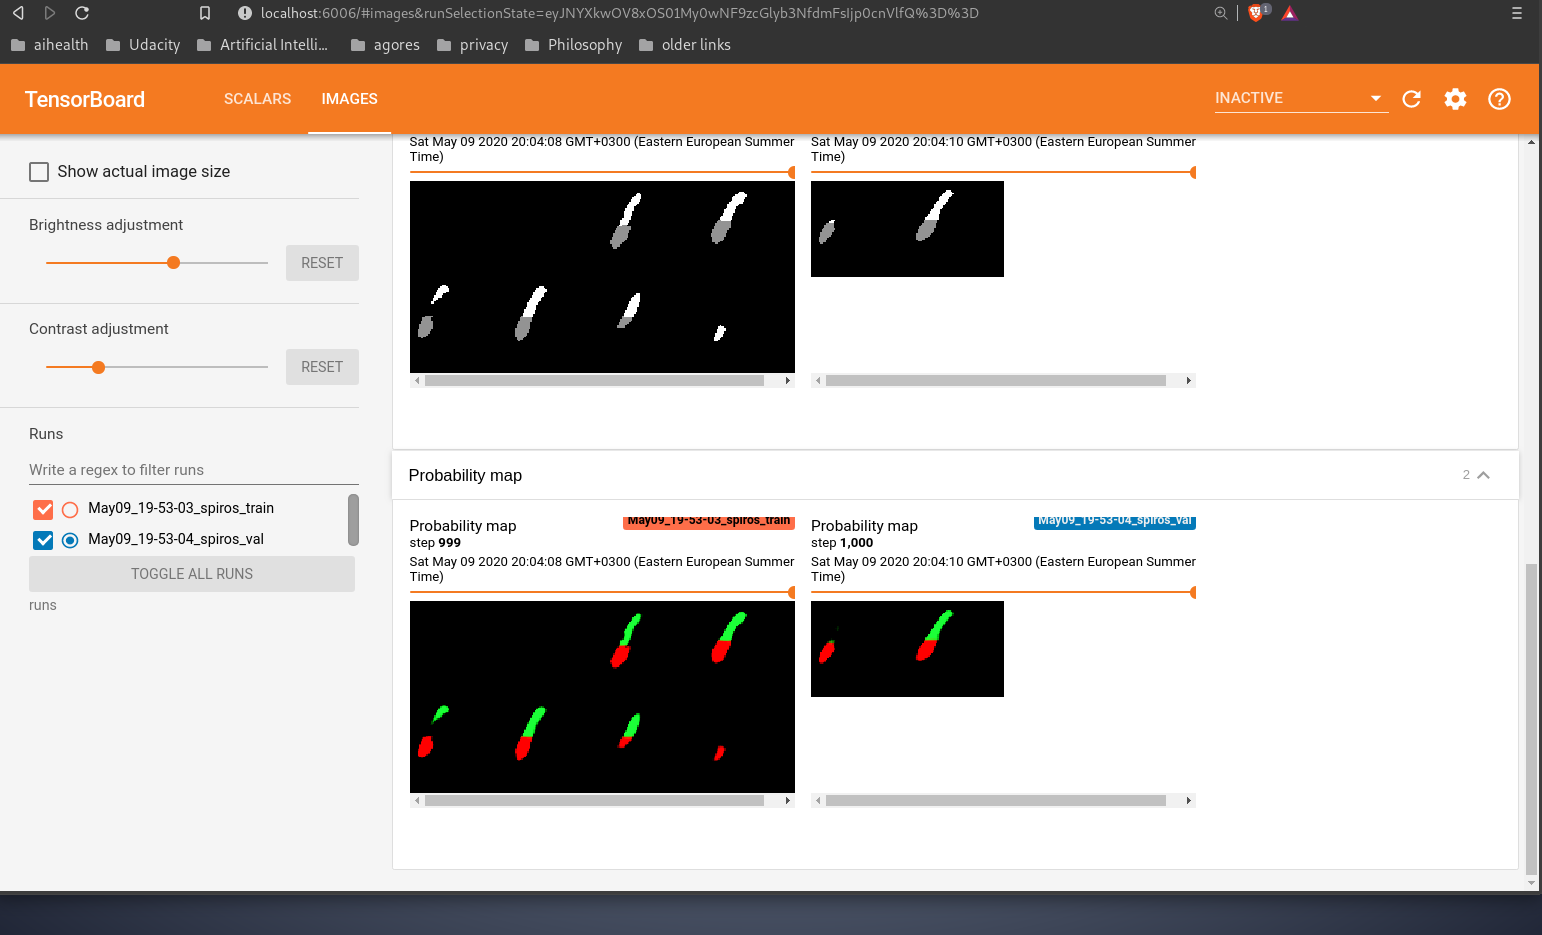 localhost:6006/#images&runSelectionState=eyJNYXkwOV8xOS01My0wNF9zcGlyb3NfdmFsIjp0cnVlfQ%3D%3D
1
aihealth Udacity Artificial Intelli... agores privacy Philosophy older links
TensorBoard SCALARS IMAGES INACTIVE
Show actual image size
Brightness adjustment
RESET
Contrast adjustment
RESET
Runs
Write a regex to filter runs
May09_19-53-03_spiros_train
May09_19-53-04_spiros_val
TOGGLE ALL RUNS
runs
Sat May 09 2020 20:04:08 GMT+0300 (Eastern European Summer
Time)
Sat May 09 2020 20:04:10 GMT+0300 (Eastern European Summer
Time)
Probability map 2
Probability map May09_19-53-03_spiros_train
step 999
Sat May 09 2020 20:04:08 GMT+0300 (Eastern European Summer
Time)
Probability map May09_19-53-04_spiros_val
step 1,000
Sat May 09 2020 20:04:10 GMT+0300 (Eastern European Summer
Time)